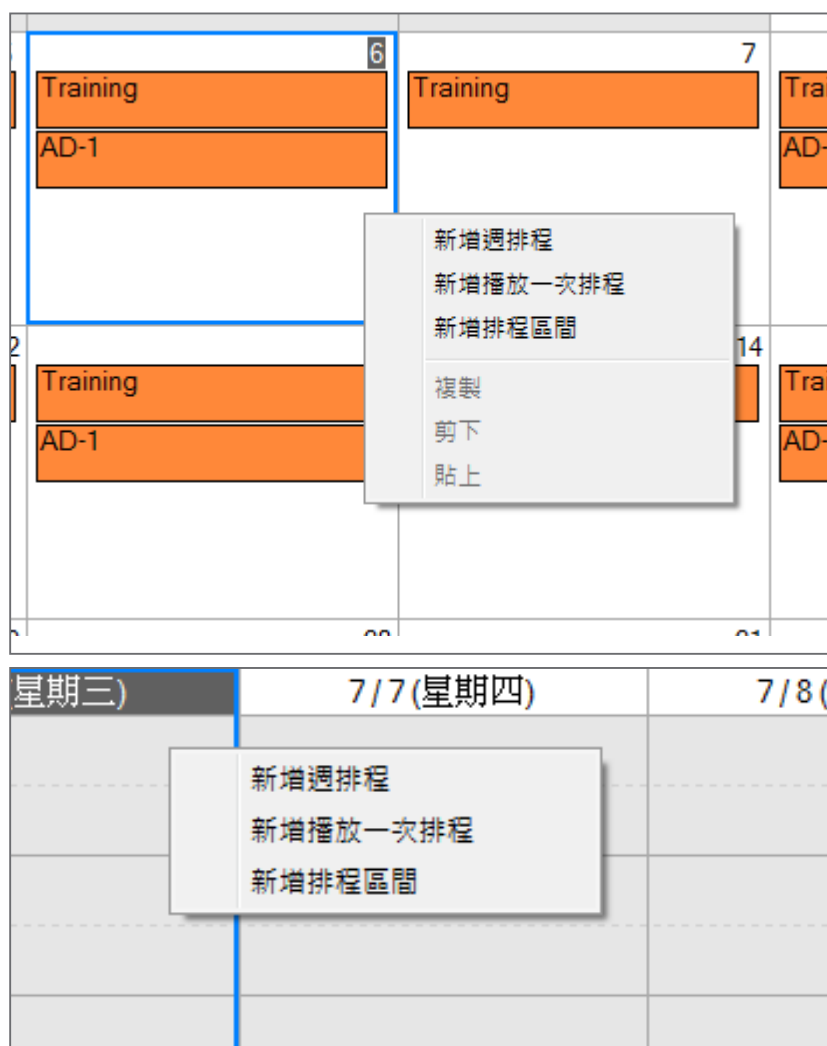 6
7
Training
Training
Tra
AD-1
AD-
新增週排程
新增播放一次排程
新增排程區間
複製
剪下
貼上
2
14
Training
Tra
AD-1
AD-
星期三)
7/7(星期四)
7/8(
新增週排程
新增播放一次排程
新增排程區間